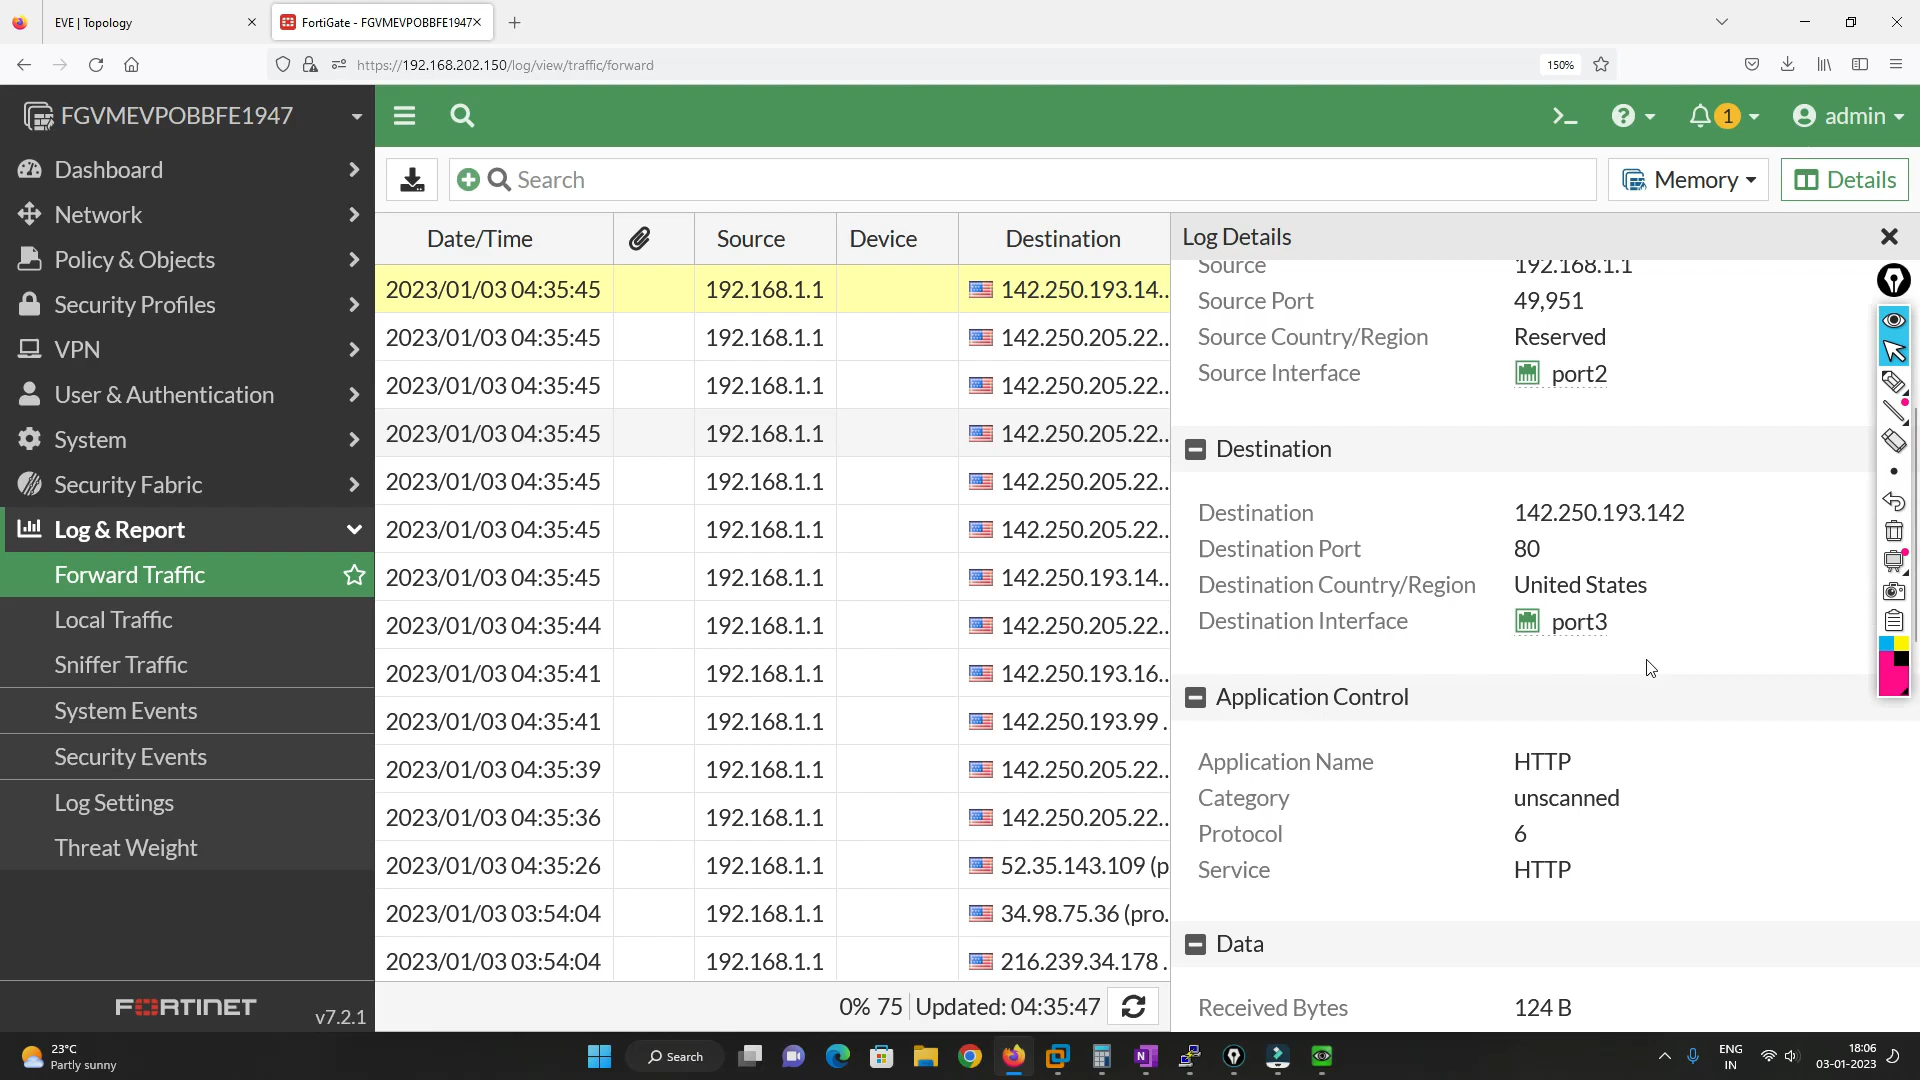 EVE | Topology
FortiGate - FGVMEVPOBBFE1947
https://192.168.202.150/log/view/traffic/forward
150%
FGVMEVPOBBFE1947
1
admin
Dashboard
Network
Policy & Objects
Security Profiles
VPN
User & Authentication
System
Security Fabric
Log & Report
Forward Traffic
Local Traffic
Sniffer Traffic
System Events
Security Events
Log Settings
Threat Weight
FORTINET
v7.2.1
Search
Memory
Details
Date/Time Source Device Destination
2023/01/03 04:35:45 192.168.1.1 142.250.193.14..
2023/01/03 04:35:45 192.168.1.1 142.250.205.22..
2023/01/03 04:35:45 192.168.1.1 142.250.205.22..
2023/01/03 04:35:45 192.168.1.1 142.250.205.22..
2023/01/03 04:35:45 192.168.1.1 142.250.205.22..
2023/01/03 04:35:45 192.168.1.1 142.250.205.22..
2023/01/03 04:35:45 192.168.1.1 142.250.193.14..
2023/01/03 04:35:44 192.168.1.1 142.250.205.22..
2023/01/03 04:35:41 192.168.1.1 142.250.193.16..
2023/01/03 04:35:41 192.168.1.1 142.250.193.99 .
2023/01/03 04:35:39 192.168.1.1 142.250.205.22..
2023/01/03 04:35:36 192.168.1.1 142.250.205.22..
2023/01/03 04:35:26 192.168.1.1 52.35.143.109 (p
2023/01/03 03:54:04 192.168.1.1 34.98.75.36 (pro.
2023/01/03 03:54:04 192.168.1.1 216.239.34.178 .
0% 75 Updated: 04:35:47
Log Details
Source 192.168.1.1
Source Port 49,951
Source Country/Region Reserved
Source Interface port2
Destination
Destination 142.250.193.142
Destination Port 80
Destination Country/Region United States
Destination Interface port3
Application Control
Application Name HTTP
Category unscanned
Protocol 6
Service HTTP
Data
Received Bytes 124 B
23°C
Partly sunny
Search
ENG
IN
18:06
03-01-2023